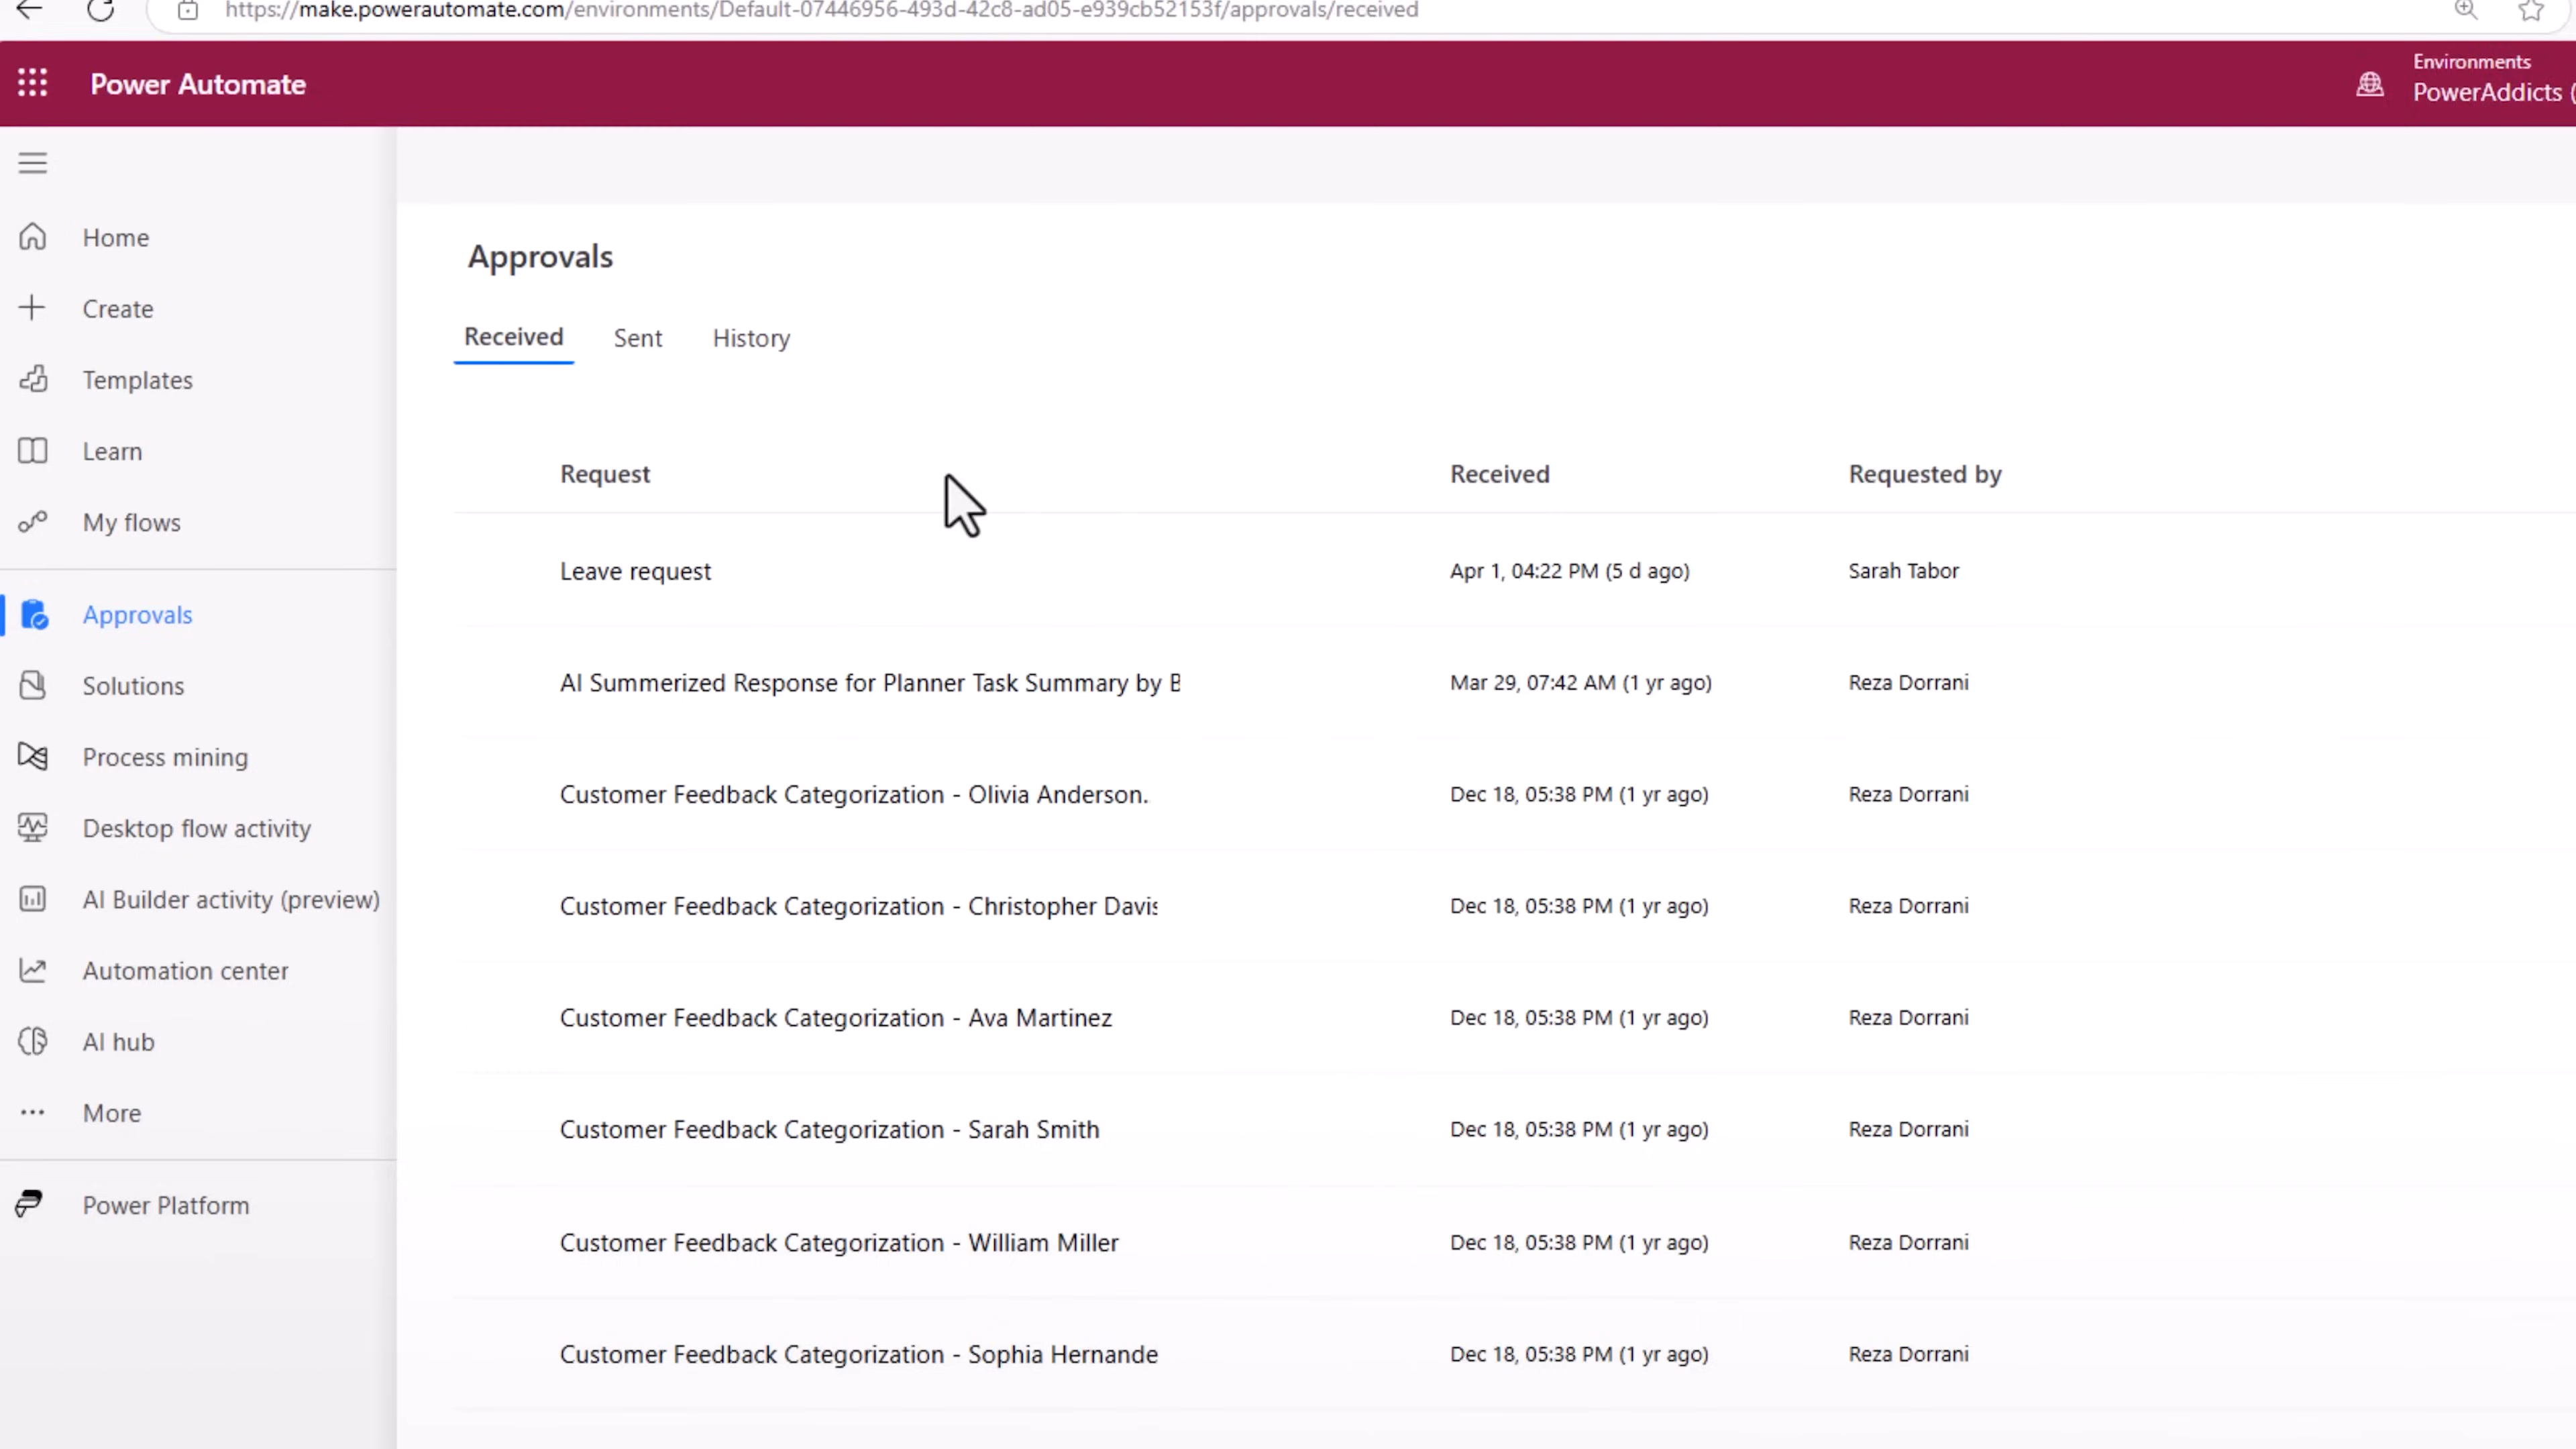 https://make.powerautomate.com/environments/Default-07446956-493d-42c8-ad05-e939cb52153f/approvals/received
Power Automate
Environments
PowerAddicts (
Home
Create
Templates
Learn
My flows
Approvals
Solutions
Process mining
Desktop flow activity
AI Builder activity (preview)
Automation center
AI hub
More
Power Platform
Approvals
Received Sent History
Request Received Requested by
Leave request Apr 1, 04:22 PM (5 d ago) Sarah Tabor
AI Summerized Response for Planner Task Summary by B Mar 29, 07:42 AM (1 yr ago) Reza Dorrani
Customer Feedback Categorization - Olivia Anderson. Dec 18, 05:38 PM (1 yr ago) Reza Dorrani
Customer Feedback Categorization - Christopher Davis Dec 18, 05:38 PM (1 yr ago) Reza Dorrani
Customer Feedback Categorization - Ava Martinez Dec 18, 05:38 PM (1 yr ago) Reza Dorrani
Customer Feedback Categorization - Sarah Smith Dec 18, 05:38 PM (1 yr ago) Reza Dorrani
Customer Feedback Categorization - William Miller Dec 18, 05:38 PM (1 yr ago) Reza Dorrani
Customer Feedback Categorization - Sophia Hernande Dec 18, 05:38 PM (1 yr ago) Reza Dorrani